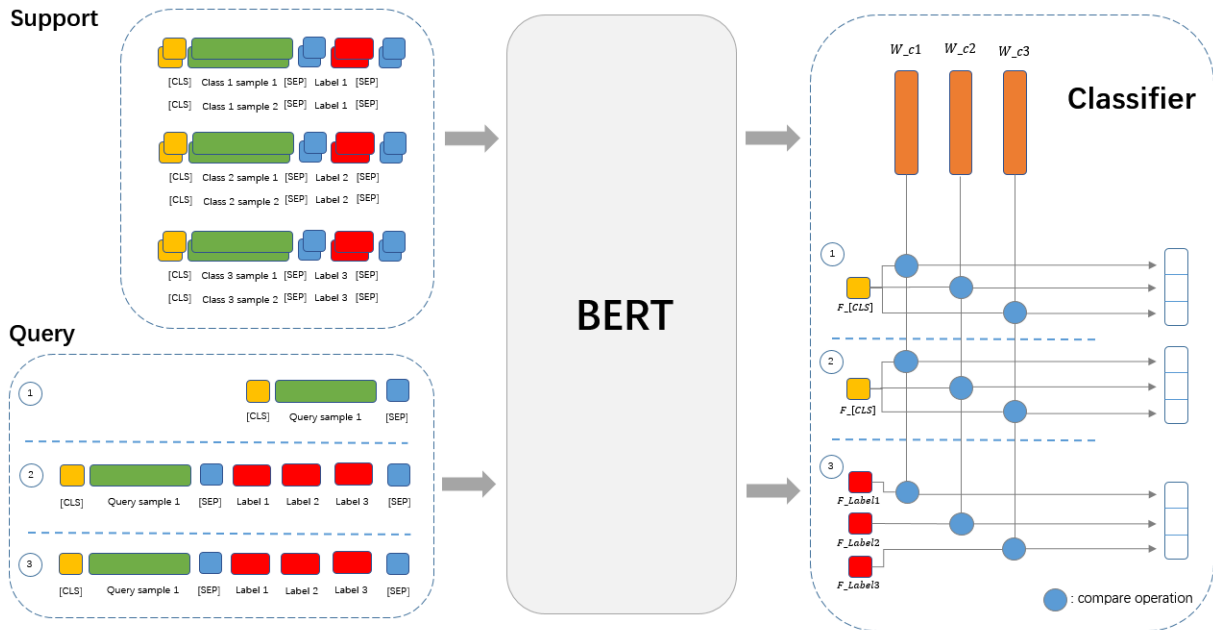 Support
[CLS] Class 1 sample 1 [SEP] Label 1 [SEP]
[CLS] Class 1 sample 2 [SEP] Label 1 [SEP]
[CLS] Class 2 sample 1 [SEP] Label 2 [SEP]
[CLS] Class 2 sample 2 [SEP] Label 2 [SEP]
[CLS] Class 3 sample 1 [SEP] Label 3 [SEP]
[CLS] Class 3 sample 2 [SEP] Label 3 [SEP]
Query
1
[CLS] Query sample 1 [SEP]
2
[CLS] Query sample 1 [SEP] Label 1 Label 2 Label 3 [SEP]
3
[CLS] Query sample 1 [SEP] Label 1 Label 2 Label 3 [SEP]
BERT
W_c1 W_c2 W_c3
Classifier
1
F_[CLS]
2
F_[CLS]
3
F_Label1
F_Label2
F_Label3
: compare operation